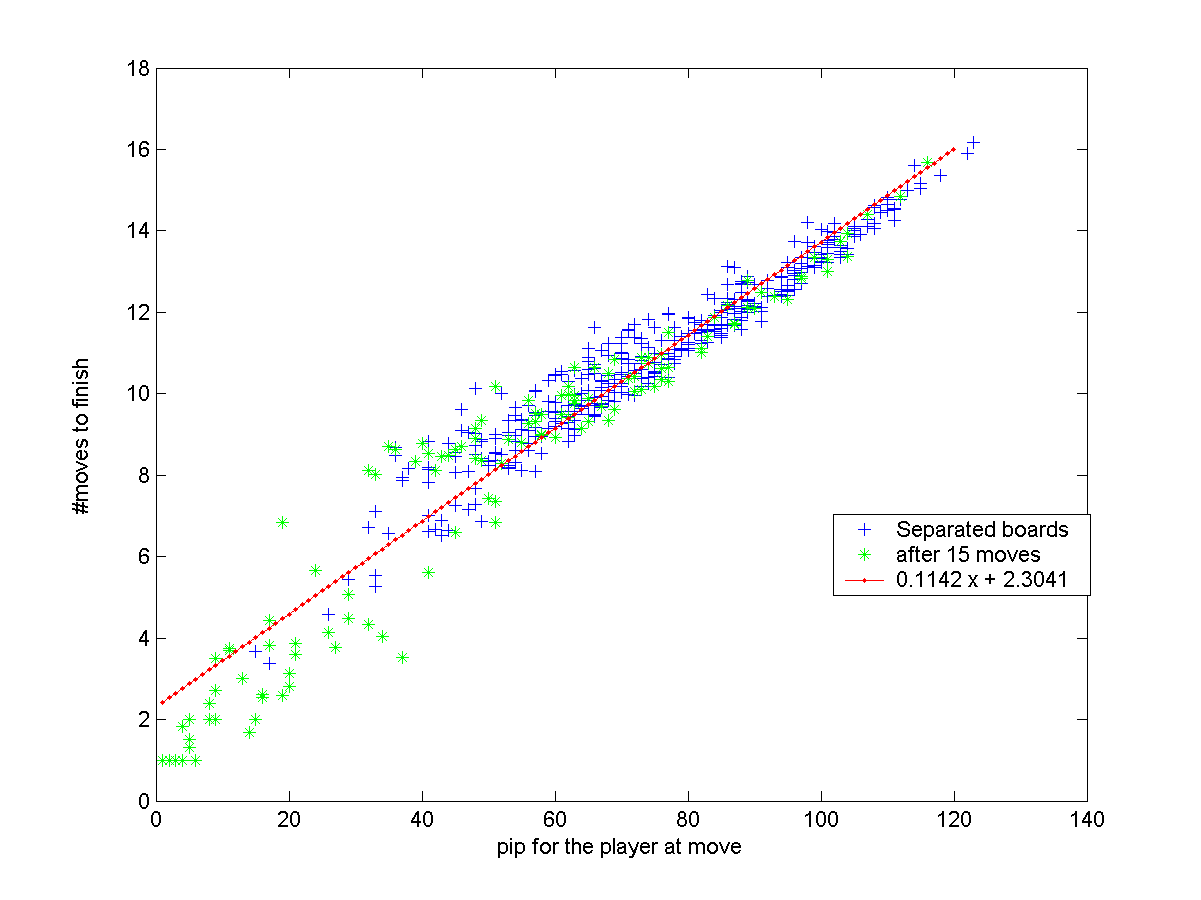 18
16
14
12
10
8
6
4
2
0
#moves to finish
Separated boards
after 15 moves
0.1142 x + 2.3041
0 20 40 60 80 100 120 140
pip for the player at move